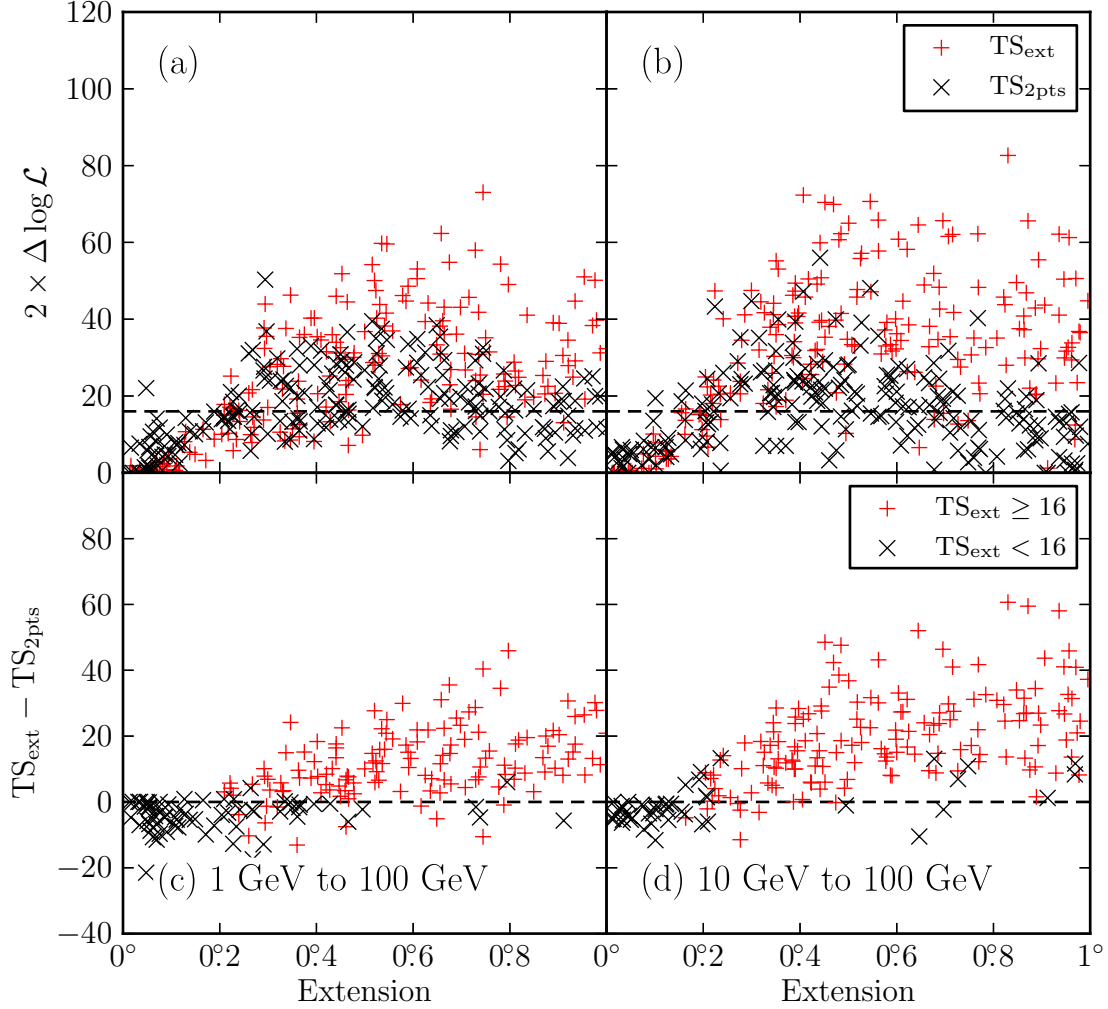 120
100
80
60
40
20
0
2 × Δ log ℒ
(a)
(b)
TS_ext
TS_2pts
80
60
40
20
0
−20
−40
TS_ext − TS_2pts
TS_ext ≥ 16
TS_ext < 16
(c) 1 GeV to 100 GeV
(d) 10 GeV to 100 GeV
0° 0.°2 0.°4 0.°6 0.°8 0° 0.°2 0.°4 0.°6 0.°8 1°
Extension Extension